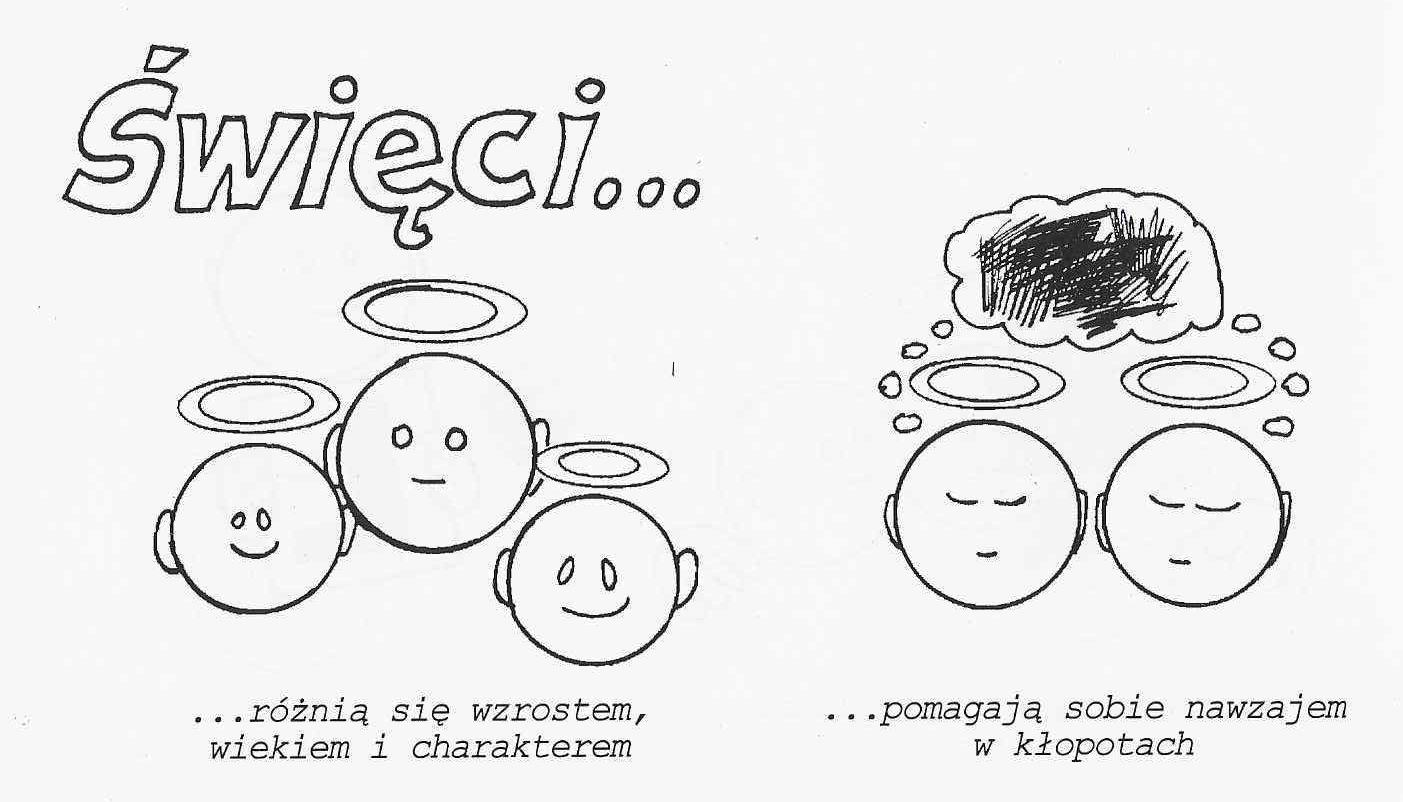 Święci...
...różnią się wzrostem,
wiekiem i charakterem
...pomagają sobie nawzajem
w kłopotach